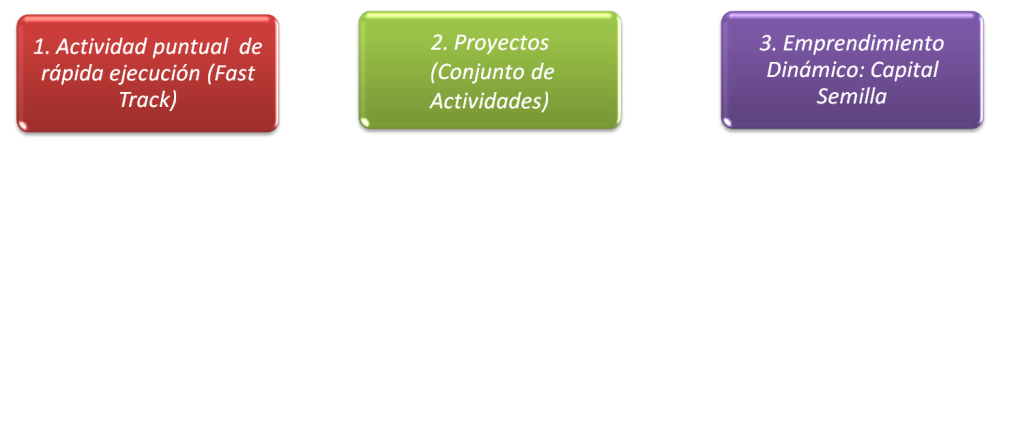 1. Actividad puntual  de
rápida ejecución (Fast
Track)
2. Proyectos
(Conjunto de
Actividades)
3. Emprendimiento
Dinámico: Capital
Semilla